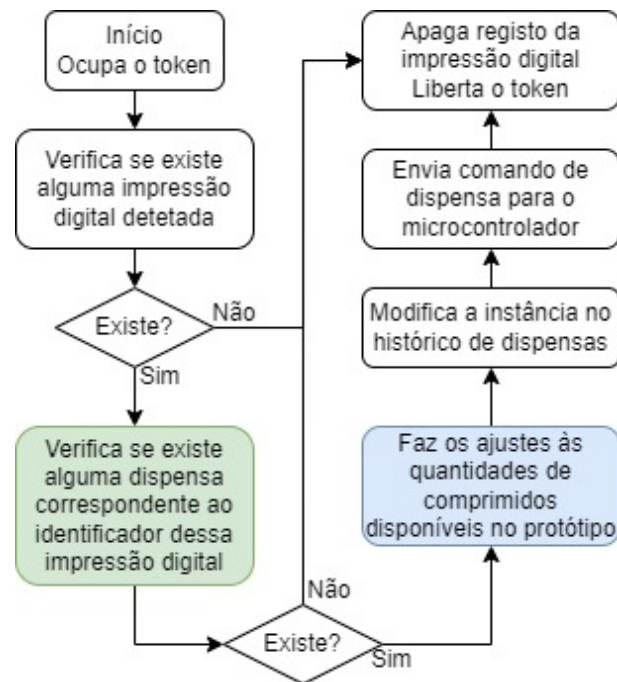 Início
Ocupa o token
Verifica se existe
alguma impressão
digital detetada
Existe?
Não
Sim
Verifica se existe
alguma dispensa
correspondente ao
identificador dessa
impressão digital
Existe?
Não
Sim
Faz os ajustes às
quantidades de
comprimidos
disponíveis no protótipo
Modifica a instância no
histórico de dispensas
Envia comando de
dispensa para o
microcontrolador
Apaga registo da
impressão digital
Liberta o token